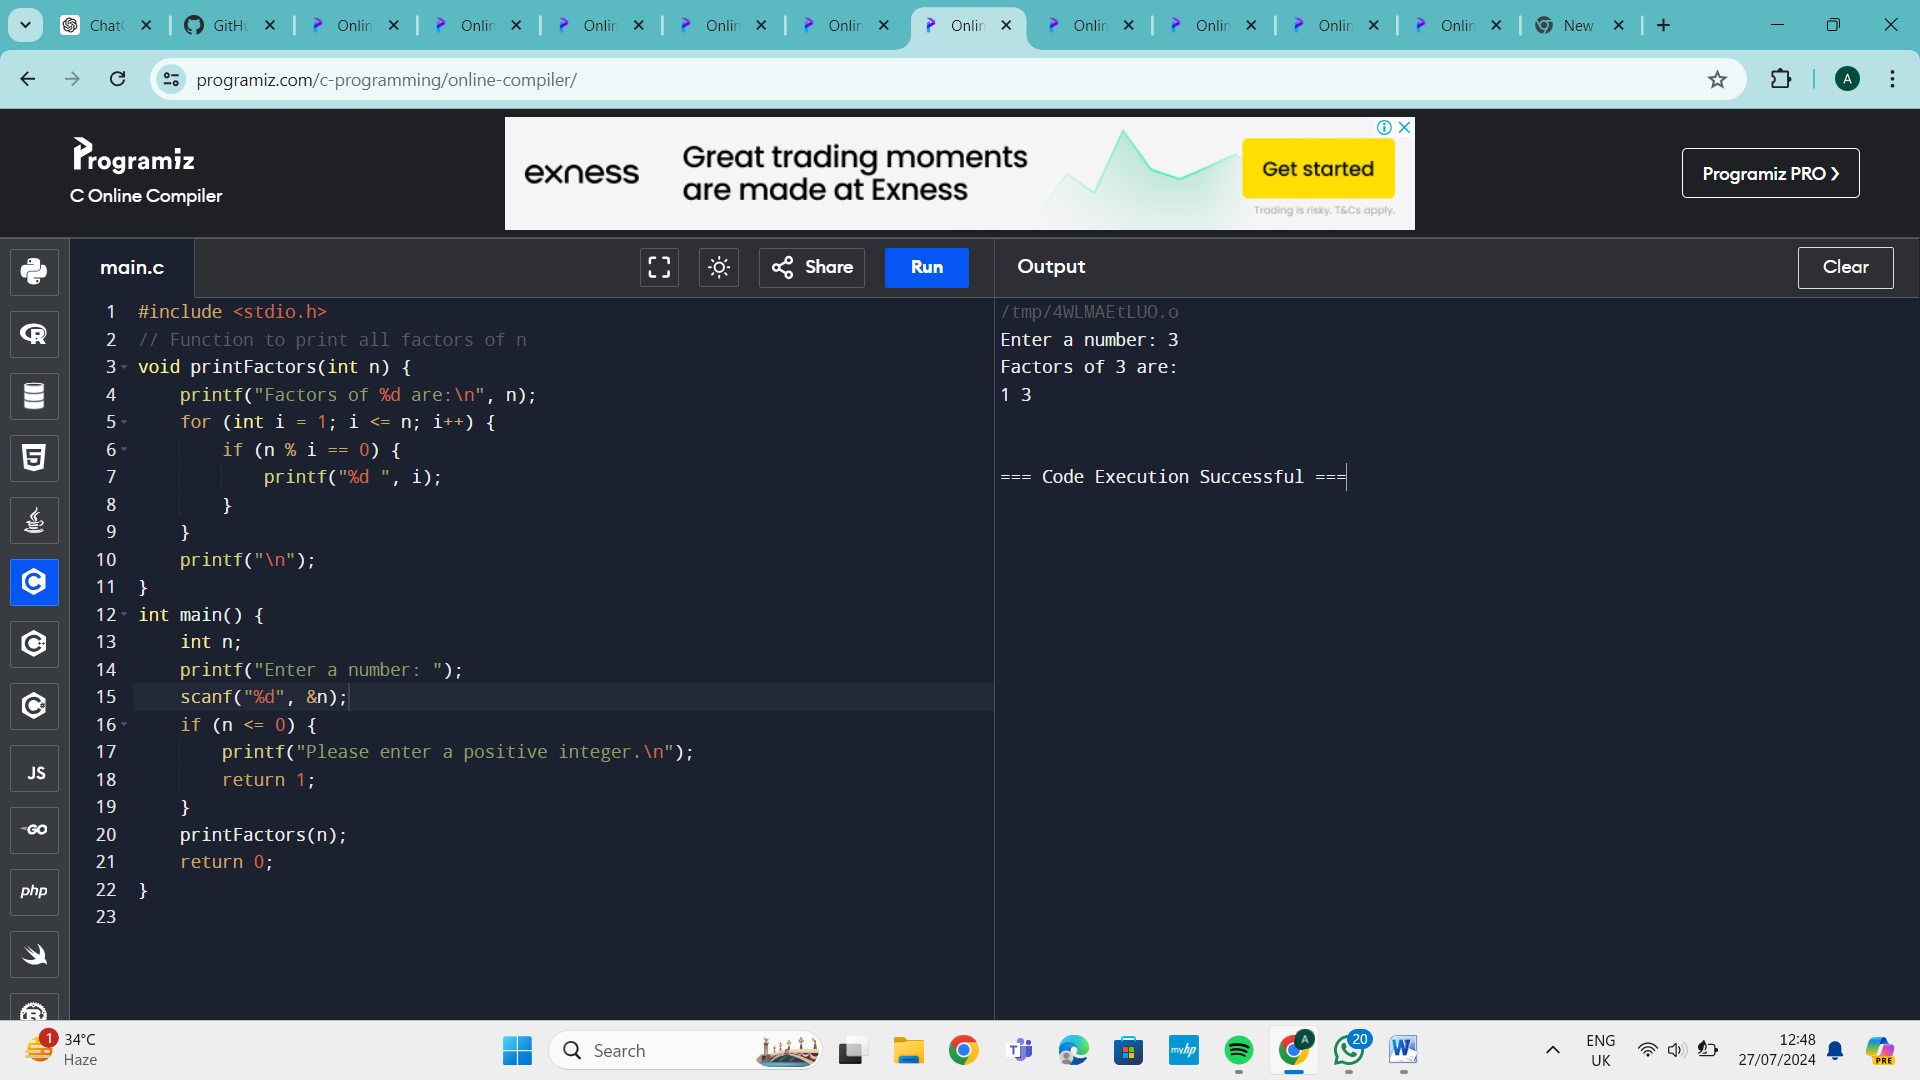 Chat
GitHu
Onlin
Onlin
Onlin
Onlin
Onlin
Onlin
Onlin
Onlin
Onlin
Onlin
New
programiz.com/c-programming/online-compiler/
A
Programiz
C Online Compiler
exness
Great trading moments
are made at Exness
Get started
Trading is risky. T&Cs apply.
Programiz PRO
main.c
Share
Run
Output
Clear
1 #include <stdio.h>
2 // Function to print all factors of n
3 void printFactors(int n) {
4 printf("Factors of %d are:\n", n);
5 for (int i = 1; i <= n; i++) {
6 if (n % i == 0) {
7 printf("%d ", i);
8 }
9 }
10 printf("\n");
11 }
12 int main() {
13 int n;
14 printf("Enter a number: ");
15 scanf("%d", &n);
16 if (n <= 0) {
17 printf("Please enter a positive integer.\n");
18 return 1;
19 }
20 printFactors(n);
21 return 0;
22 }
23
/tmp/4WLMAEtLUO.o
Enter a number: 3
Factors of 3 are:
1 3
=== Code Execution Successful ===
JS
GO
php
1
34°C
Haze
Search
myhp
A
20
ENG
UK
12:48
27/07/2024
PRE